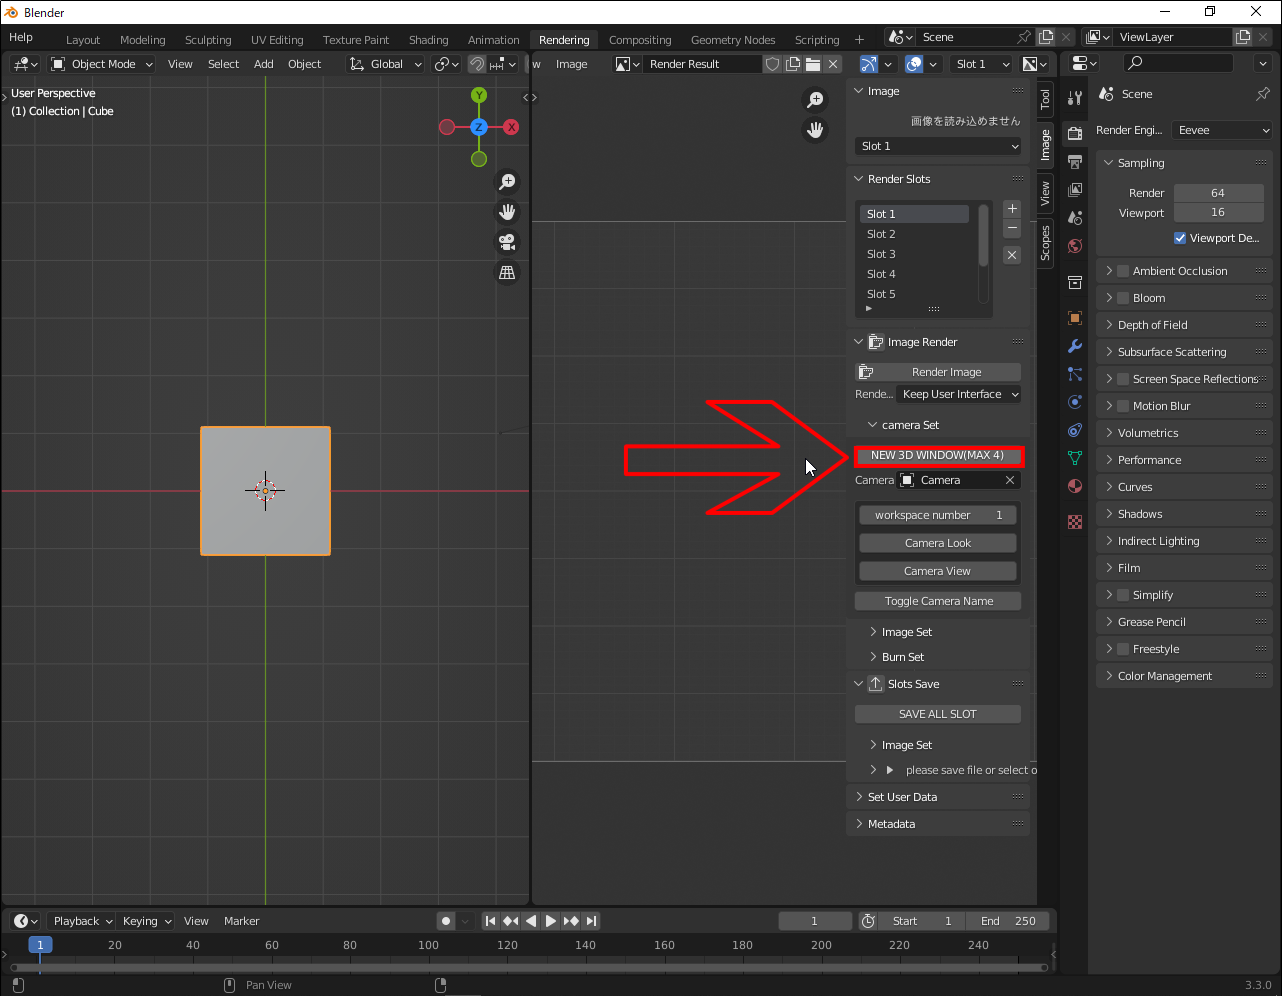 Blender
Help
Layout
Modeling
Sculpting
UV Editing
Texture Paint
Shading
Animation
Rendering
Compositing
Geometry Nodes
Scripting
+
Scene
ViewLayer
Object Mode
View
Select
Add
Object
Global
w
Image
Render Result
Slot 1
User Perspective
(1) Collection | Cube
Y
Z
X
Image
画像を読み込めません
Slot 1
Render Slots
Slot 1
Slot 2
Slot 3
Slot 4
Slot 5
Image Render
Render Image
Rende...
Keep User Interface
camera Set
NEW 3D WINDOW(MAX 4)
Camera
Camera
workspace number 1
Camera Look
Camera View
Toggle Camera Name
Image Set
Burn Set
Slots Save
SAVE ALL SLOT
Image Set
please save file or select o
Set User Data
Metadata
Tool
Image
View
Scopes
Scene
Render Engi...
Eevee
Sampling
Render 64
Viewport 16
Viewport De...
Ambient Occlusion
Bloom
Depth of Field
Subsurface Scattering
Screen Space Reflections
Motion Blur
Volumetrics
Performance
Curves
Shadows
Indirect Lighting
Film
Simplify
Grease Pencil
Freestyle
Color Management
Playback
Keying
View
Marker
1
Start 1
End 250
1 20 40 60 80 100 120 140 160 180 200 220 240
Pan View
3.3.0